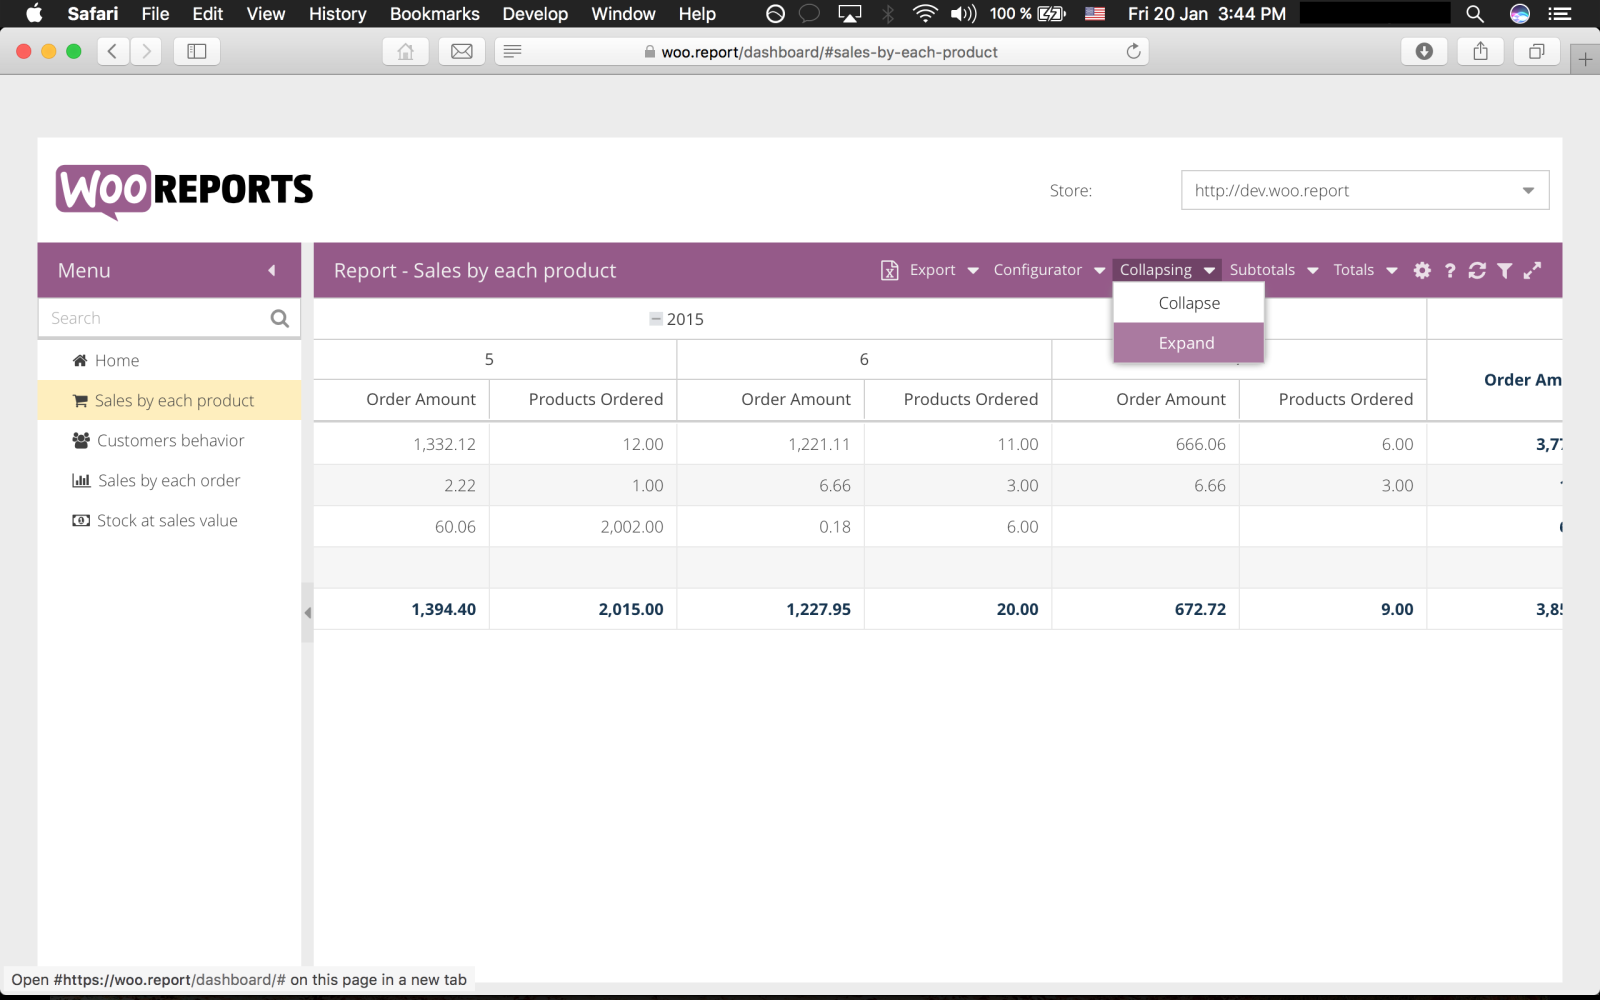 Safari File Edit View History Bookmarks Develop Window Help 100 % Fri 20 Jan 3:44 PM
woo.report/dashboard/#sales-by-each-product
WOO REPORTS
Store: http://dev.woo.report
Menu
Report - Sales by each product Export Configurator Collapsing Subtotals Totals ?
Collapse
Expand
Search
2015
Home
5 6
Order Am
Sales by each product
Order Amount Products Ordered Order Amount Products Ordered Order Amount Products Ordered
Customers behavior
1,332.12 12.00 1,221.11 11.00 666.06 6.00 3,77
Sales by each order
2.22 1.00 6.66 3.00 6.66 3.00
Stock at sales value
60.06 2,002.00 0.18 6.00
1,394.40 2,015.00 1,227.95 20.00 672.72 9.00 3,85
Open #https://woo.report/dashboard/# on this page in a new tab